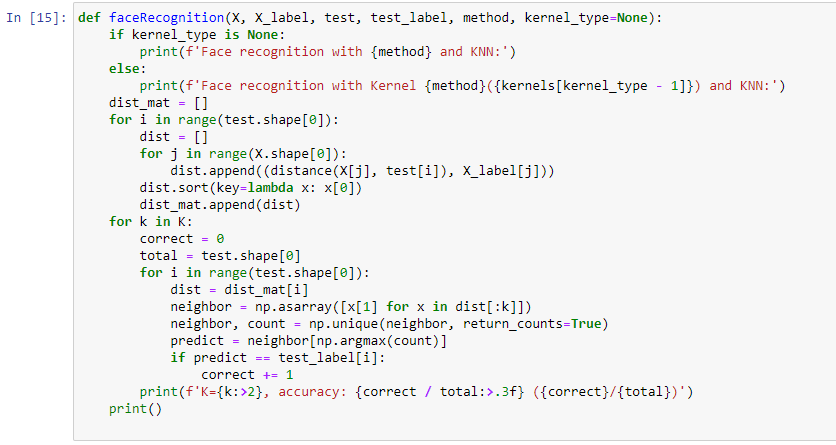 In [15]: def faceRecognition(X, X_label, test, test_label, method, kernel_type=None):
    if kernel_type is None:
        print(f'Face recognition with {method} and KNN:')
    else:
        print(f'Face recognition with Kernel {method}({kernels[kernel_type - 1]}) and KNN:')
    dist_mat = []
    for i in range(test.shape[0]):
        dist = []
        for j in range(X.shape[0]):
            dist.append((distance(X[j], test[i]), X_label[j]))
        dist.sort(key=lambda x: x[0])
        dist_mat.append(dist)
    for k in K:
        correct = 0
        total = test.shape[0]
        for i in range(test.shape[0]):
            dist = dist_mat[i]
            neighbor = np.asarray([x[1] for x in dist[:k]])
            neighbor, count = np.unique(neighbor, return_counts=True)
            predict = neighbor[np.argmax(count)]
            if predict == test_label[i]:
                correct += 1
        print(f'K={k:>2}, accuracy: {correct / total:>.3f} ({correct}/{total})')
    print()